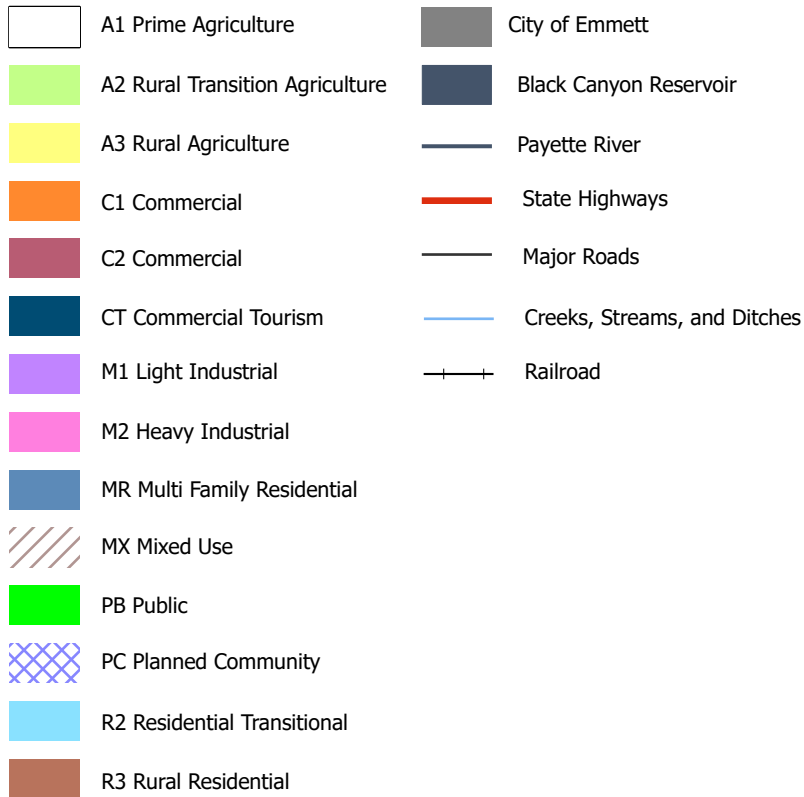 A1 Prime Agriculture
A2 Rural Transition Agriculture
A3 Rural Agriculture
C1 Commercial
C2 Commercial
CT Commercial Tourism
M1 Light Industrial
M2 Heavy Industrial
MR Multi Family Residential
MX Mixed Use
PB Public
PC Planned Community
R2 Residential Transitional
R3 Rural Residential
City of Emmett
Black Canyon Reservoir
Payette River
State Highways
Major Roads
Creeks, Streams, and Ditches
Railroad